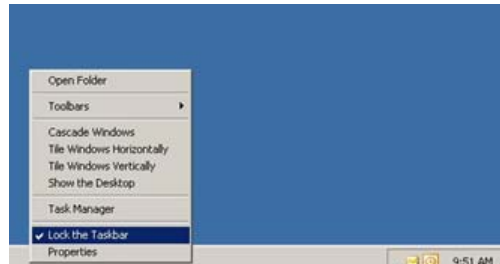 Open Folder
Toolbars
Cascade Windows
Tile Windows Horizontally
Tile Windows Vertically
Show the Desktop
Task Manager
Lock the Taskbar
Properties
9:51 AM